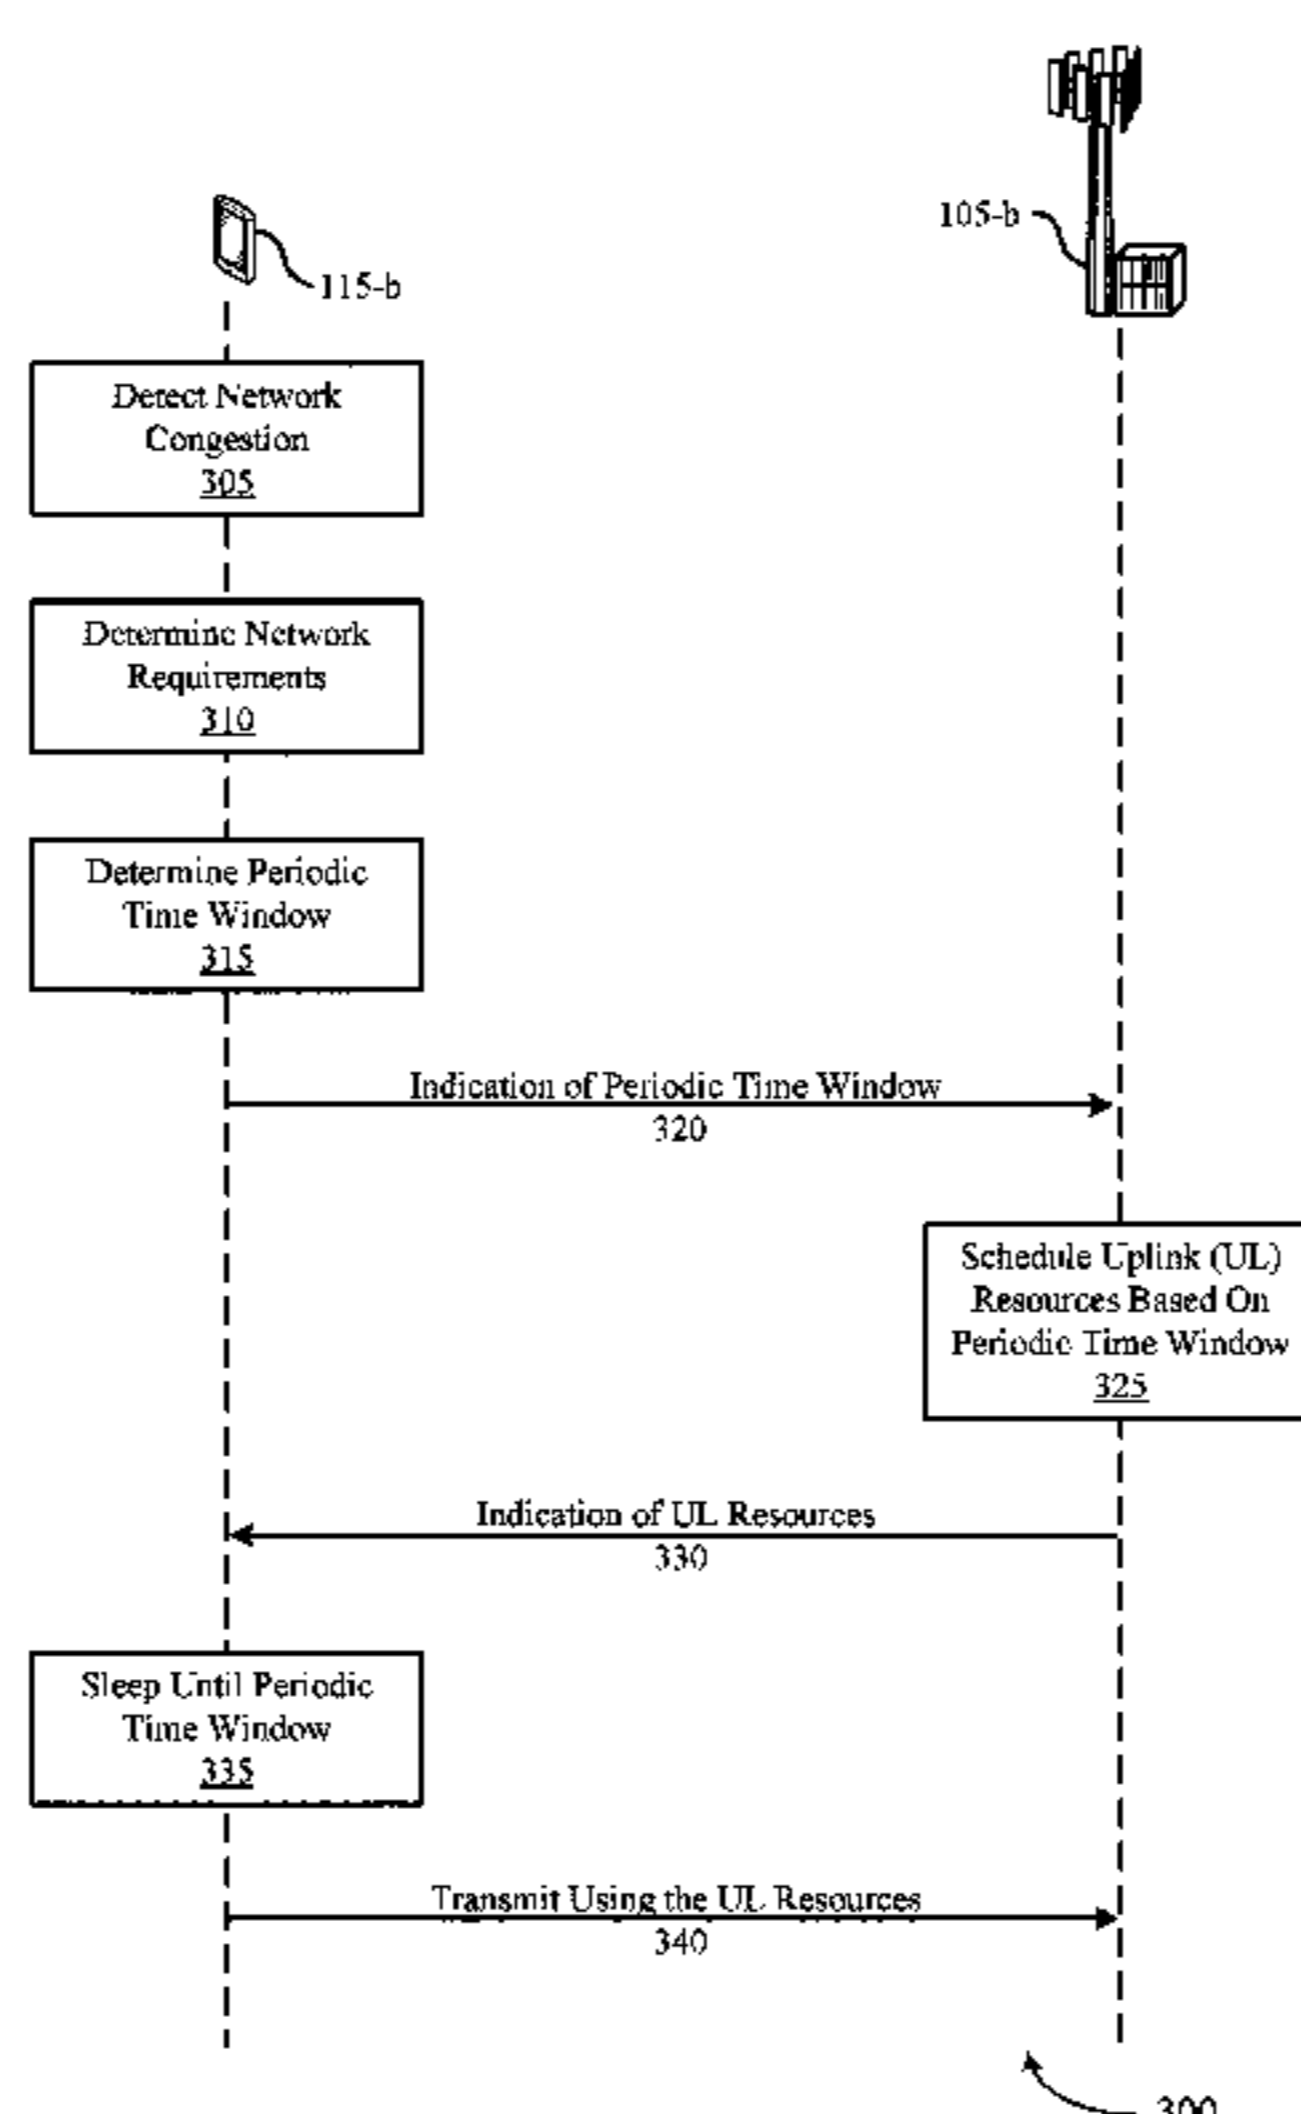 105-b
115-b
Detect Network
Congestion
305
Determine Network
Requirements
310
Determine Periodic
Time Window
315
Indication of Periodic Time Window
320
Schedule Uplink (UL)
Resources Based On
Periodic Time Window
325
Indication of UL Resources
330
Sleep Until Periodic
Time Window
335
Transmit Using the UL Resources
340
300